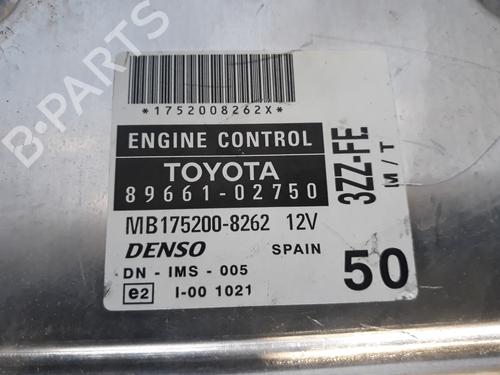 *1752008262X*
ENGINE CONTROL
TOYOTA
89661-02750
MB175200-8262 12V
DENSO SPAIN
DN - IMS - 005
e2 I-00 1021
3ZZ-FE
M/T
50
B-PARTS